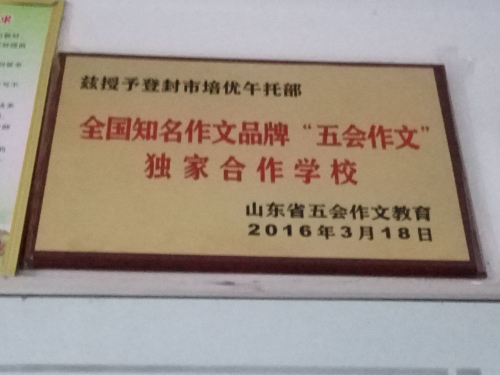 兹授予登封市培优午托部
全国知名作文品牌“五会作文”
独家合作学校
山东省五会作文教育
2016年3月18日